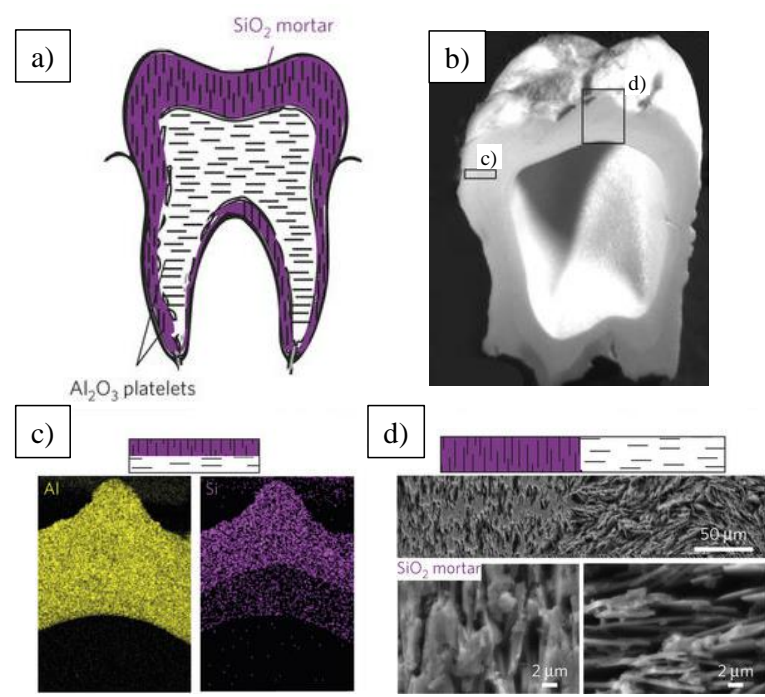 a)
SiO₂ mortar
Al₂O₃ platelets
b)
d)
c)
c)
Al
Si
d)
50 µm
SiO₂ mortar
2 µm
2 µm